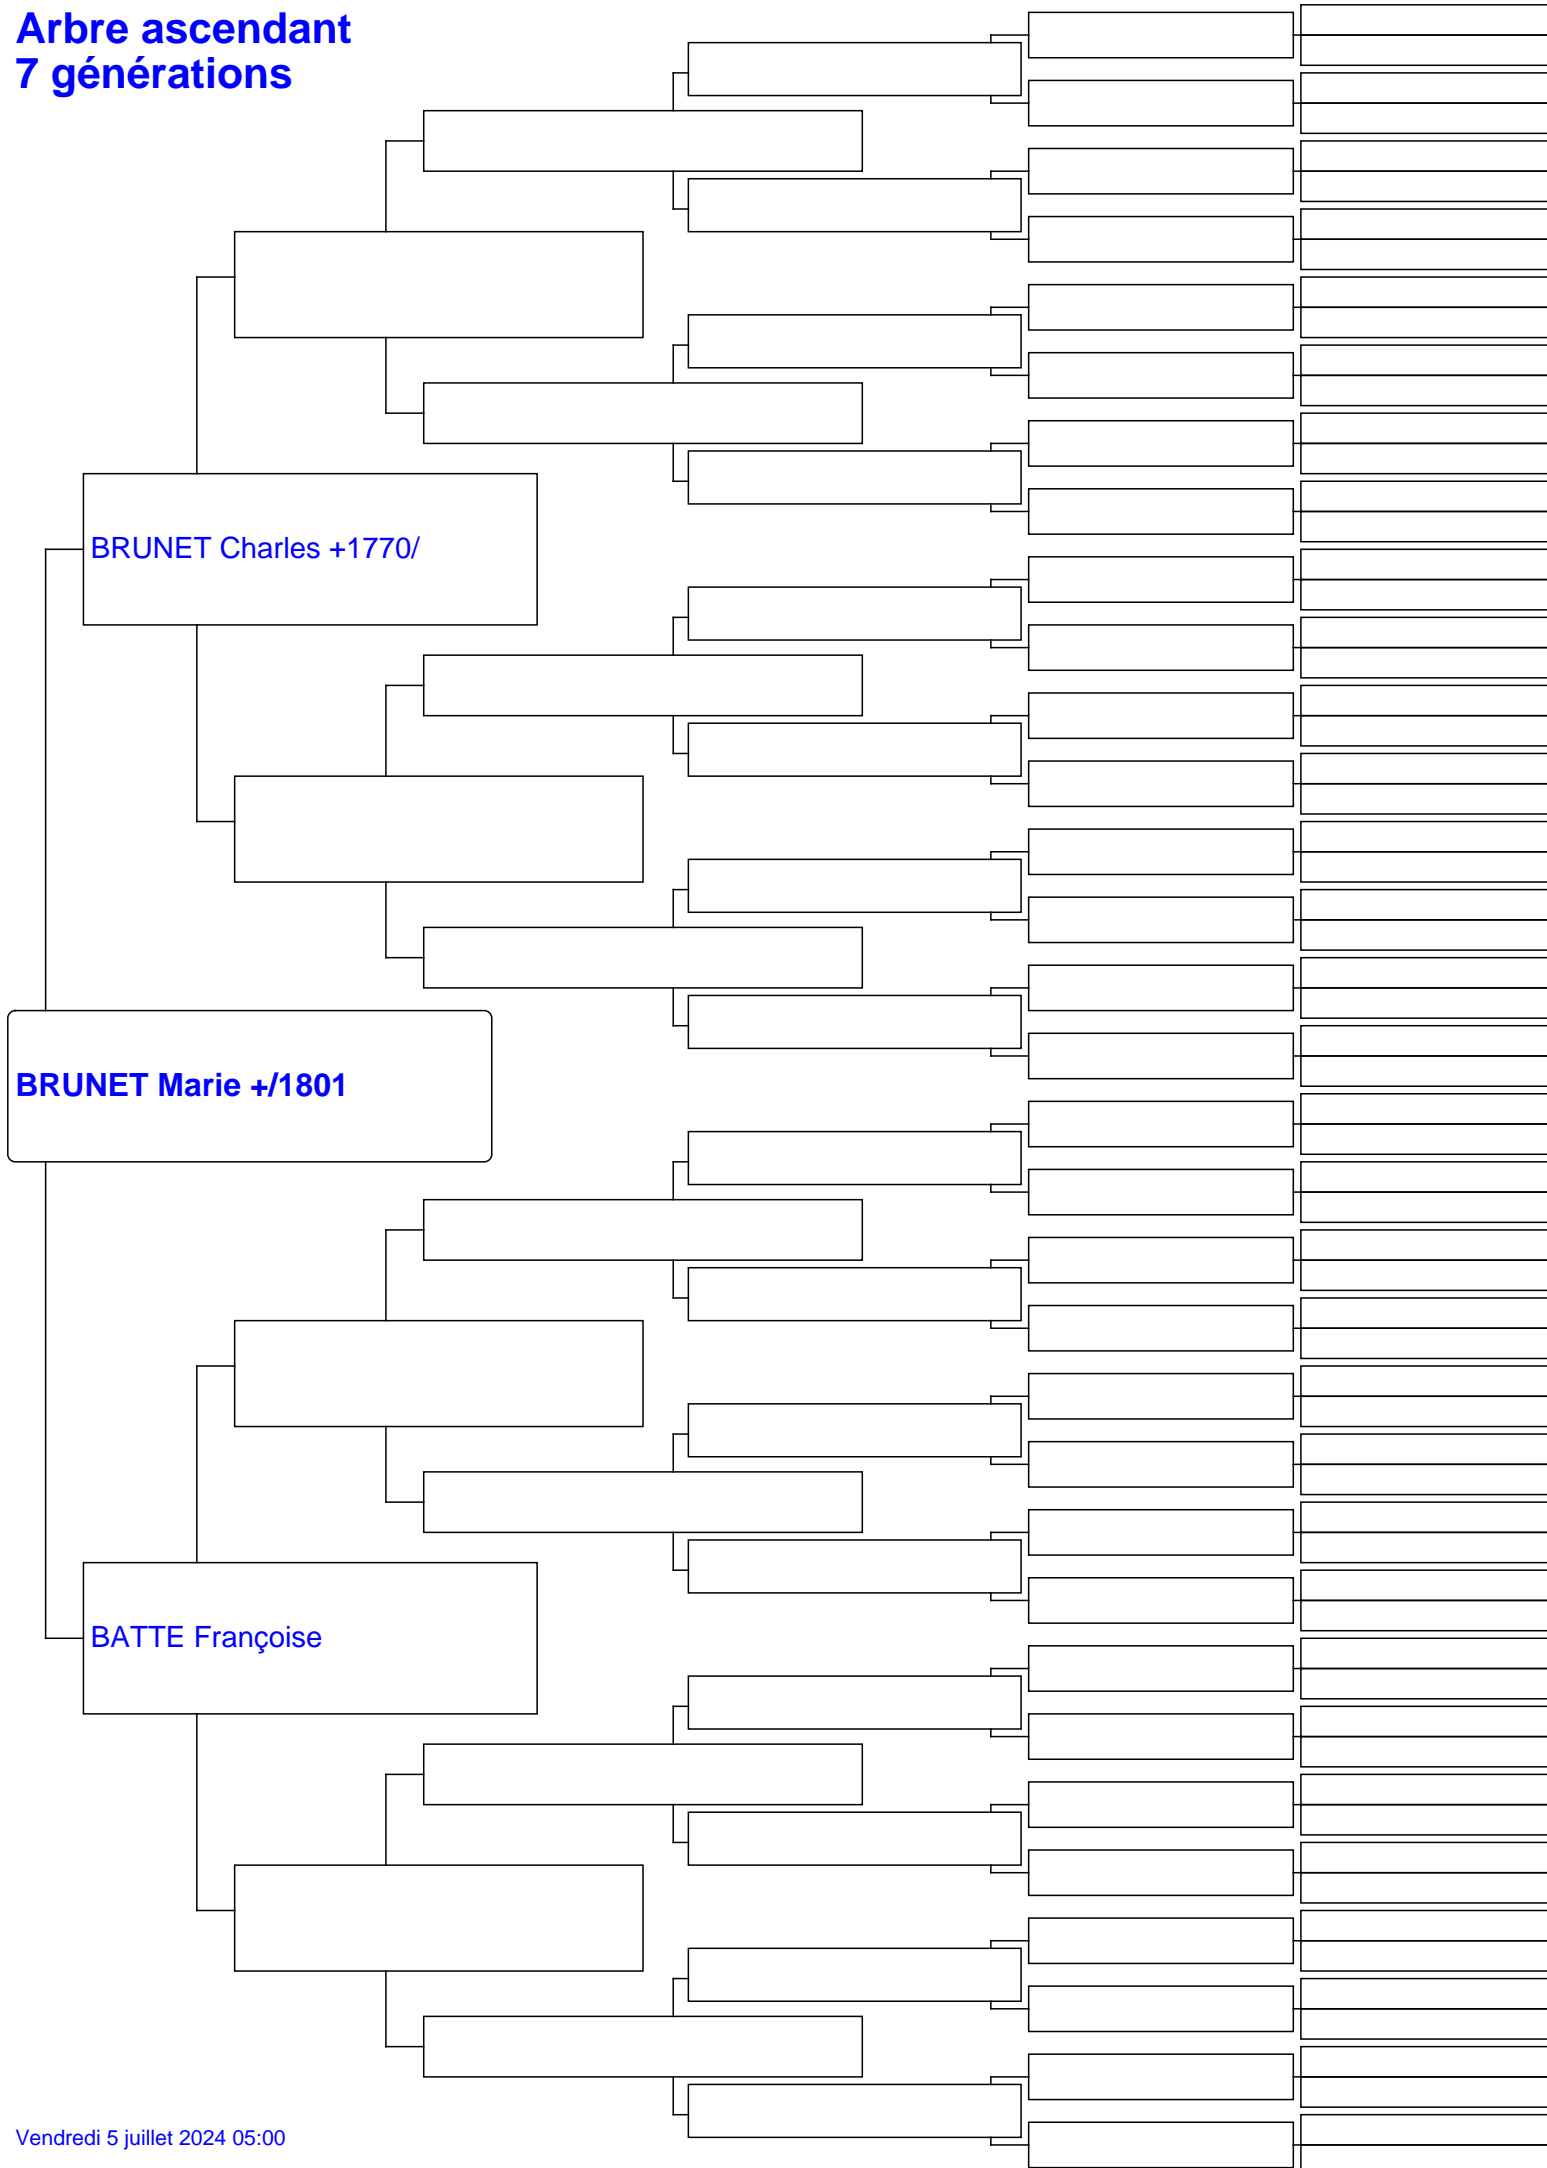 Arbre ascendant
7 générations
BRUNET Charles +1770/
BRUNET Marie +/1801
BATTE Françoise
Vendredi 5 juillet 2024 05:00